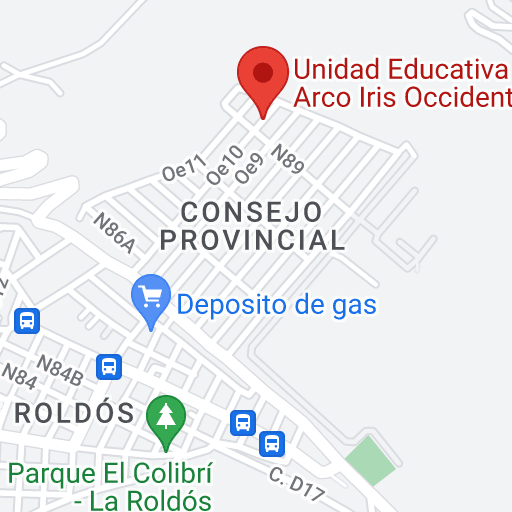 Unidad Educativa
Arco Iris Occident
N89
Oe10
Oe9
Oe71
CONSEJO
PROVINCIAL
N86A
Deposito de gas
N84B
N84
ROLDÓS
Parque El Colibrí
- La Roldós
C. D17